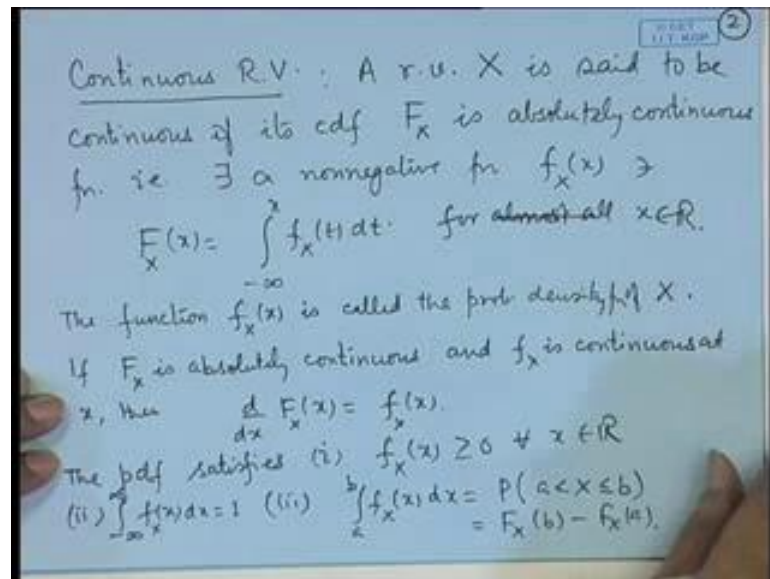 2
Continuous R.V. : A r.v. X is said to be
continuous if its cdf F_X is absolutely continuous
fn. ie ∃ a nonnegative fn f_X(x) ∋
F_X(x) = ∫_{-∞}^{x} f_X(t) dt. for ~~almost all~~ x ∈ R.
The function f_X(x) is called the prob density fn of X.
If F_X is absolutely continuous and f_X is continuous at
x, then d/dx F_X(x) = f_X(x).
The pdf satisfies (i) f_X(x) ≥ 0 ∀ x ∈ R
(ii) ∫_{-∞}^{∞} f_X(x) dx = 1 (iii) ∫_a^b f_X(x) dx = P(a < X ≤ b)
= F_X(b) - F_X(a).